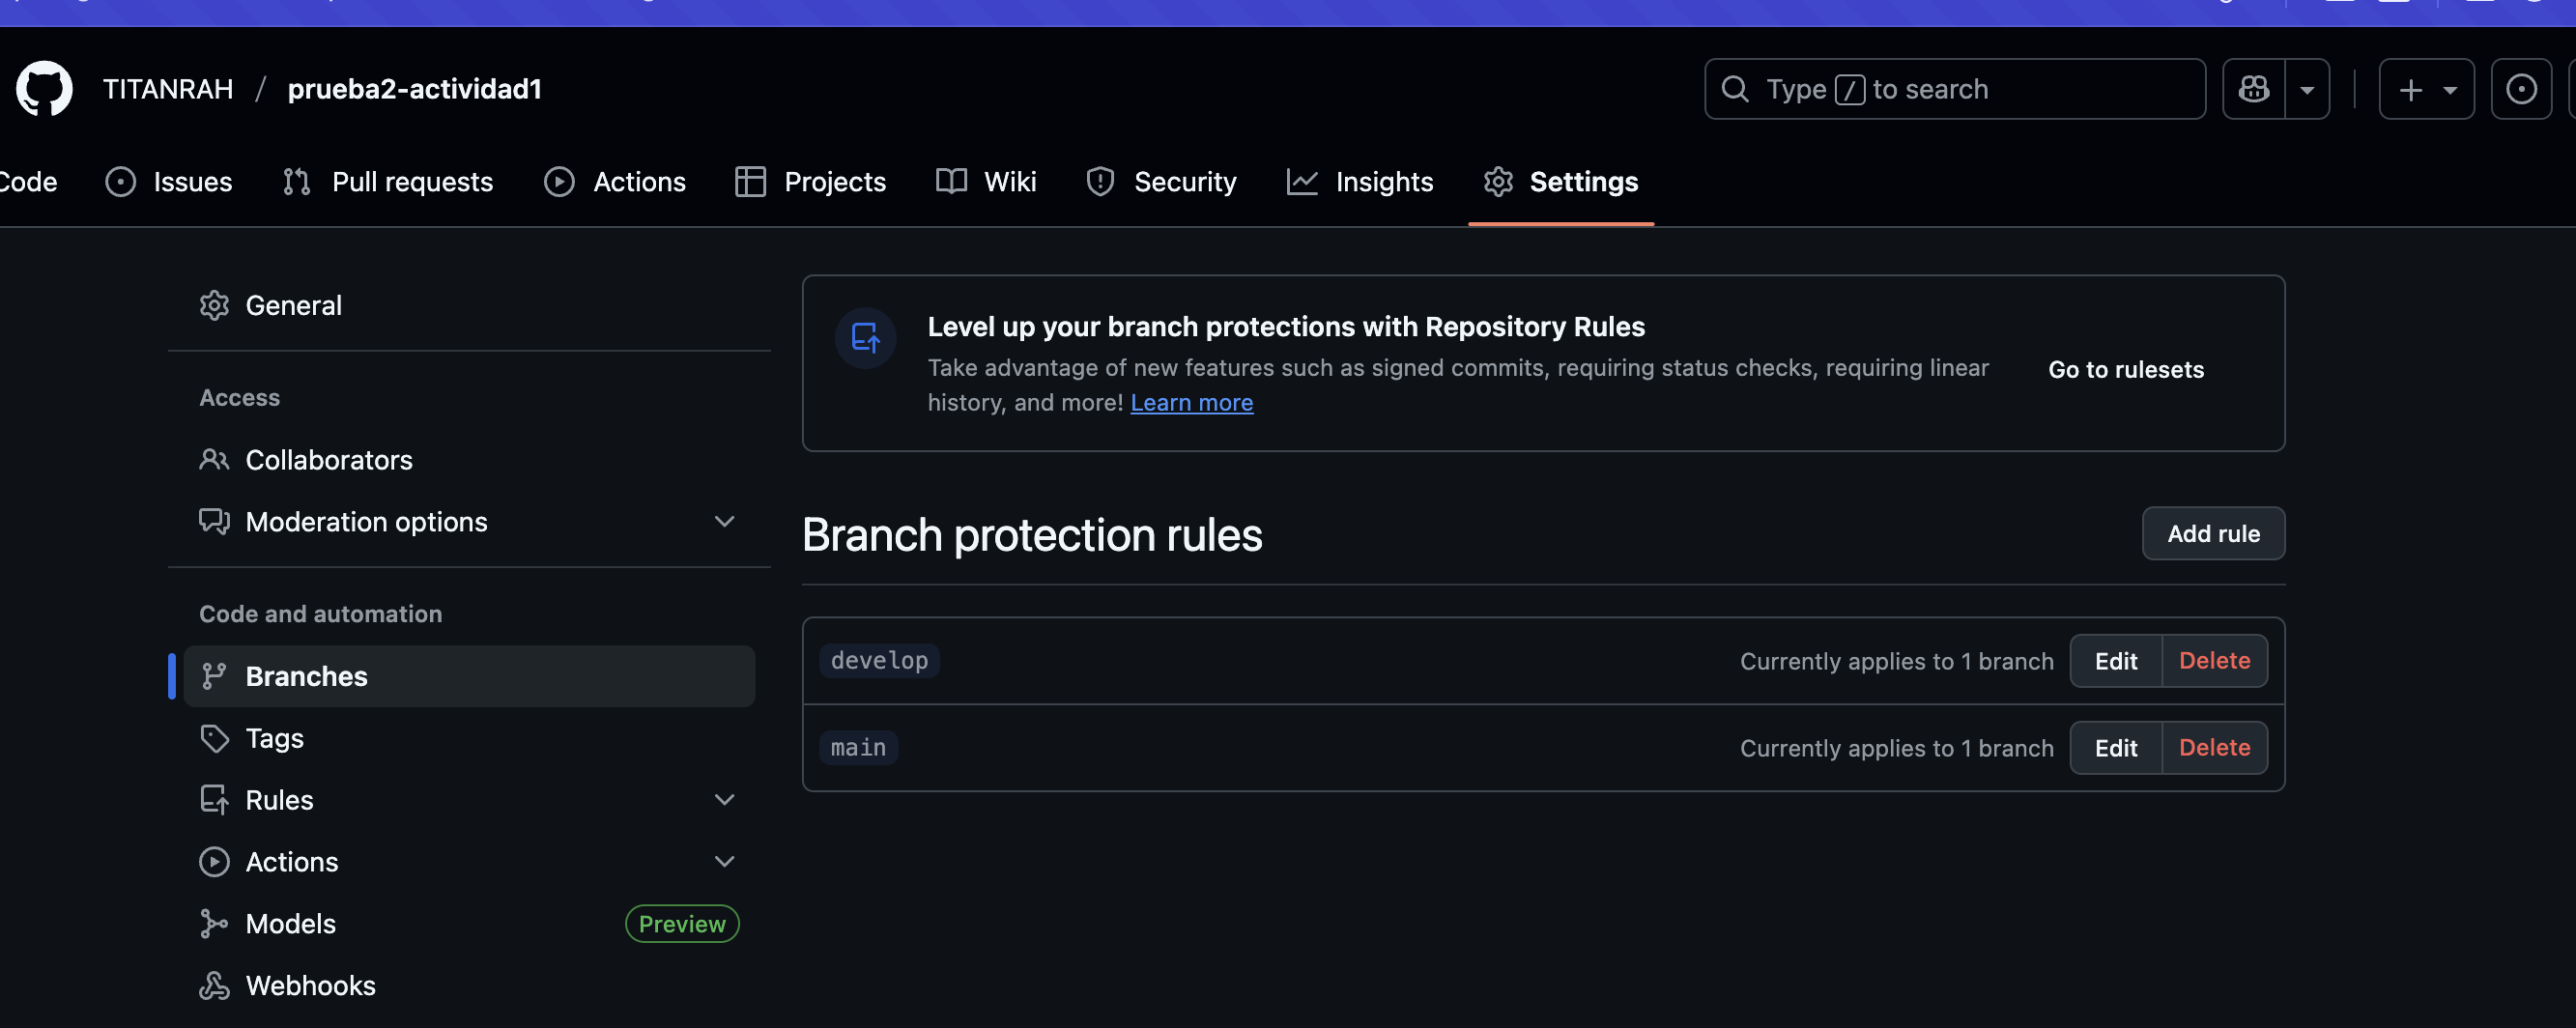 TITANRAH / prueba2-actividad1
Type / to search
Code Issues Pull requests Actions Projects Wiki Security Insights Settings
General
Access
Collaborators
Moderation options
Code and automation
Branches
Tags
Rules
Actions
Models Preview
Webhooks
Level up your branch protections with Repository Rules
Take advantage of new features such as signed commits, requiring status checks, requiring linear
history, and more! Learn more
Go to rulesets
Branch protection rules
Add rule
develop Currently applies to 1 branch Edit Delete
main Currently applies to 1 branch Edit Delete